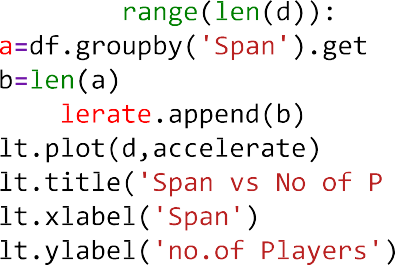 range(len(d)):
a=df.groupby('Span').get
b=len(a)
lerate.append(b)
lt.plot(d,accelerate)
lt.title('Span vs No of P
lt.xlabel('Span')
lt.ylabel('no.of Players')